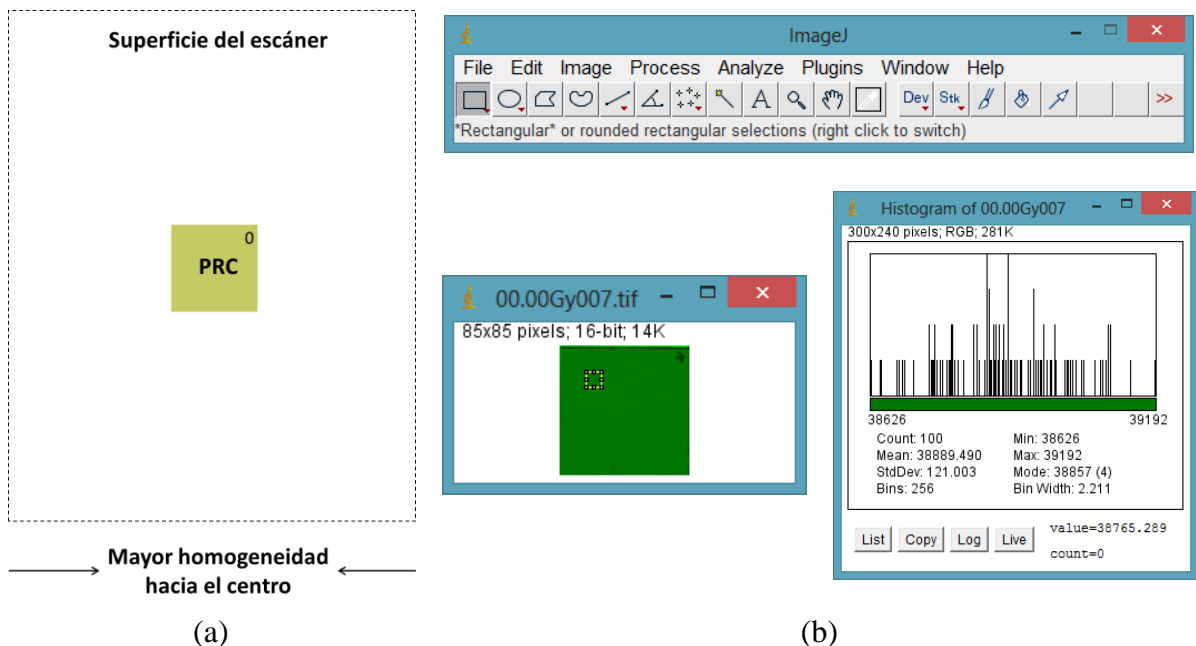 Superficie del escáner
0
PRC
Mayor homogeneidad
hacia el centro
(a)
ImageJ
File Edit Image Process Analyze Plugins Window Help
A Dev Stk >>
*Rectangular* or rounded rectangular selections (right click to switch)
00.00Gy007.tif
85x85 pixels; 16-bit; 14K
Histogram of 00.00Gy007
300x240 pixels; RGB; 281K
38626 39192
Count: 100 Min: 38626
Mean: 38889.490 Max: 39192
StdDev: 121.003 Mode: 38857 (4)
Bins: 256 Bin Width: 2.211
List Copy Log Live value=38765.289
count=0
(b)